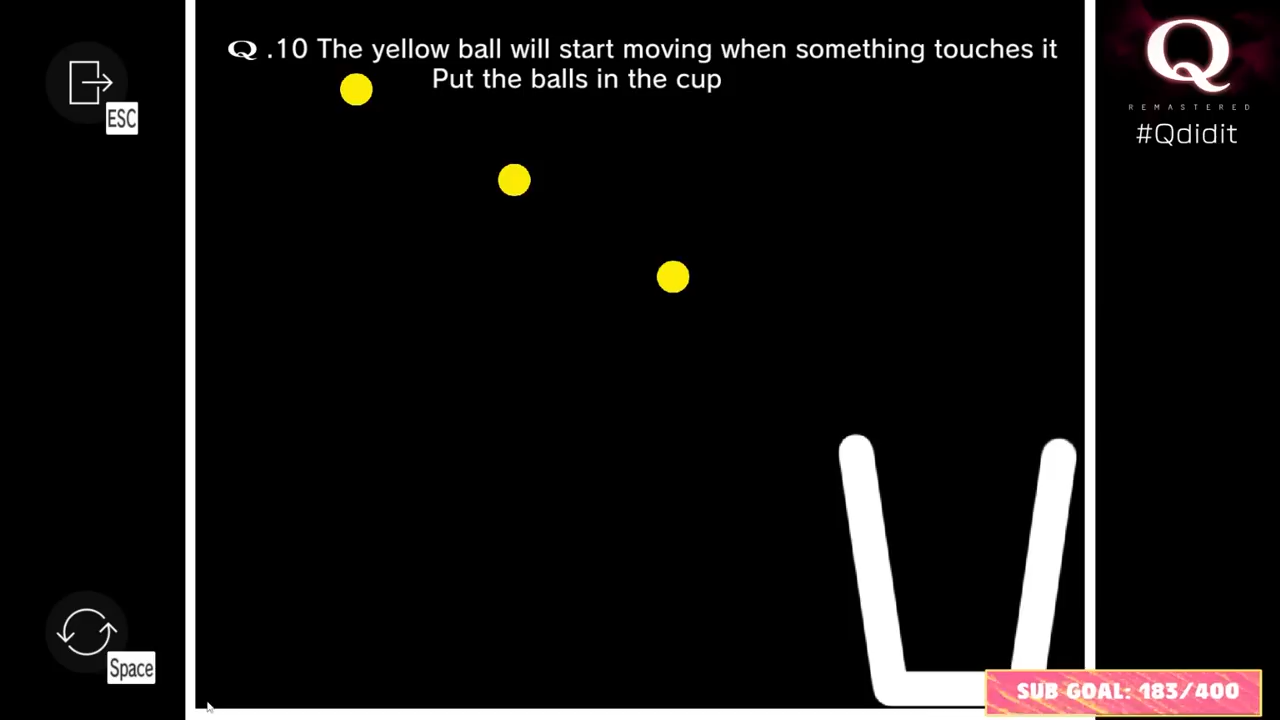 Q .10 The yellow ball will start moving when something touches it
Put the balls in the cup
ESC
Q
REMASTERED
#Qdidit
Space
SUB GOAL: 183/400